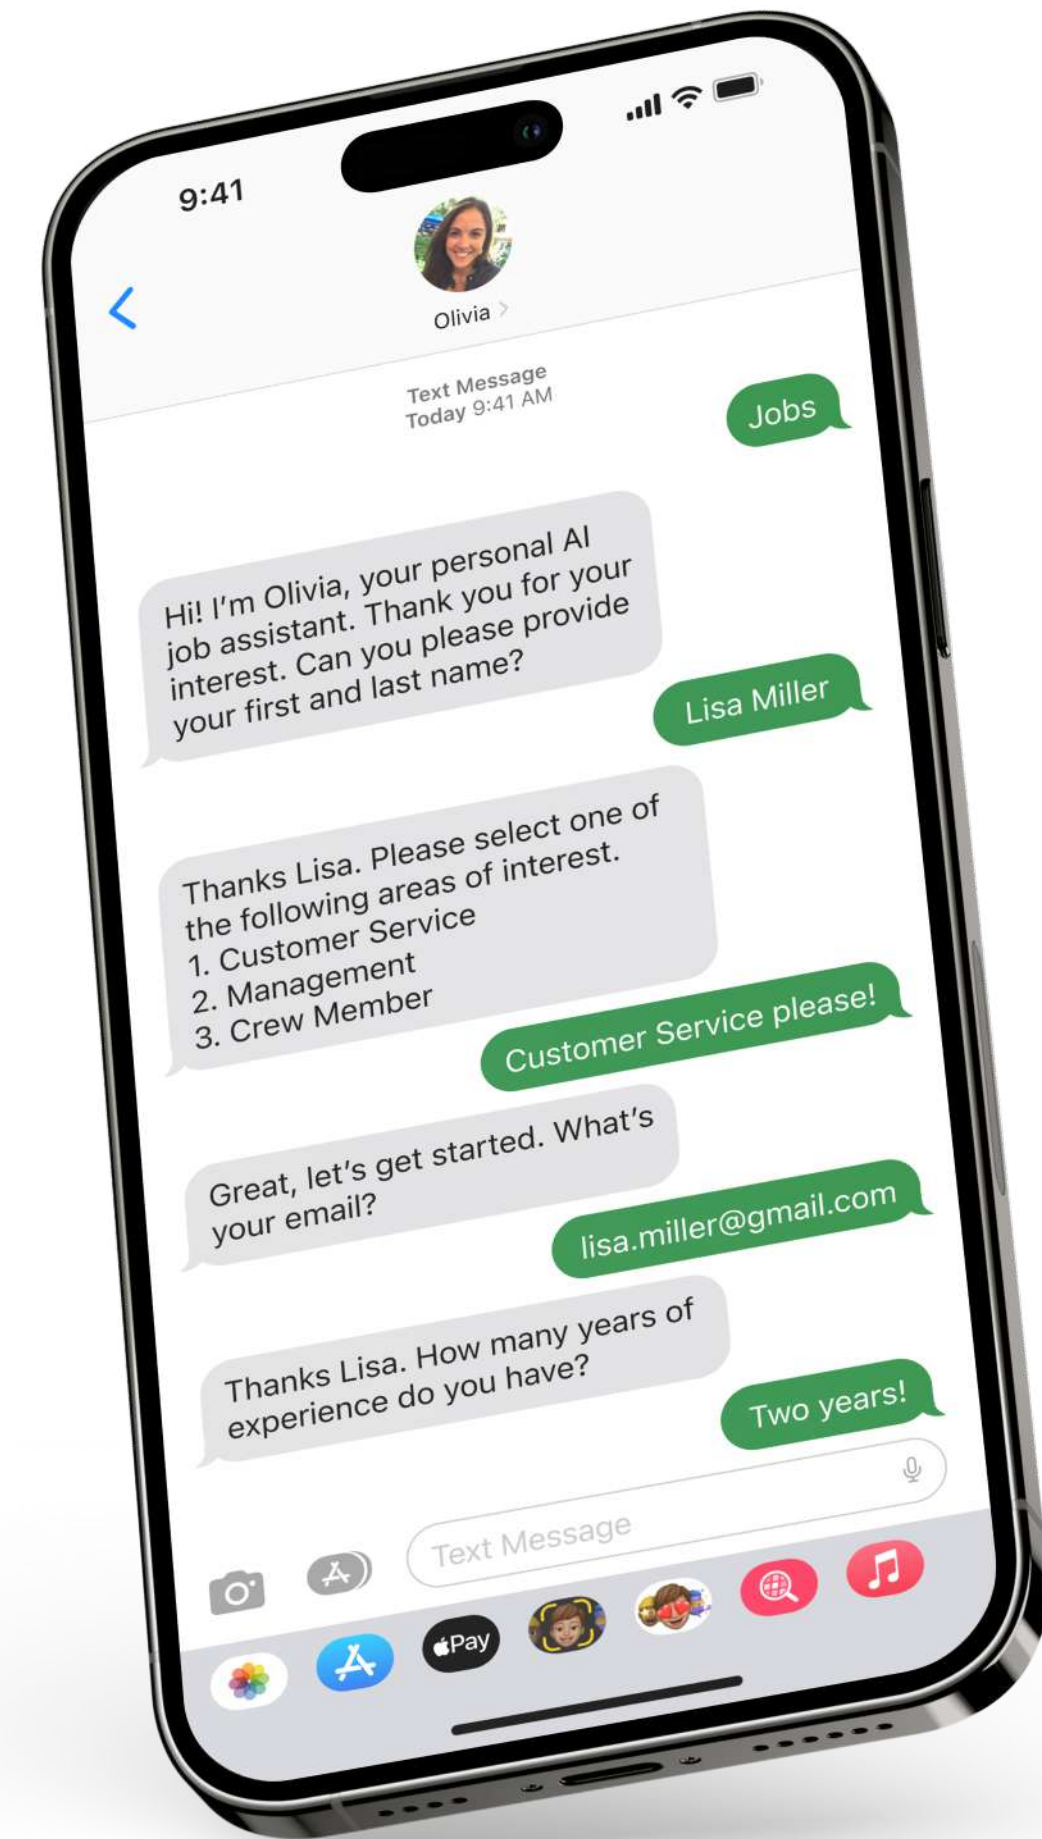 9:41
Olivia
Text Message
Today 9:41 AM
Jobs
Hi! I'm Olivia, your personal AI
job assistant. Thank you for your
interest. Can you please provide
your first and last name?
Lisa Miller
Thanks Lisa. Please select one of
the following areas of interest.
1. Customer Service
2. Management
3. Crew Member
Customer Service please!
Great, let's get started. What's
your email?
lisa.miller@gmail.com
Thanks Lisa. How many years of
experience do you have?
Two years!
Text Message
Pay